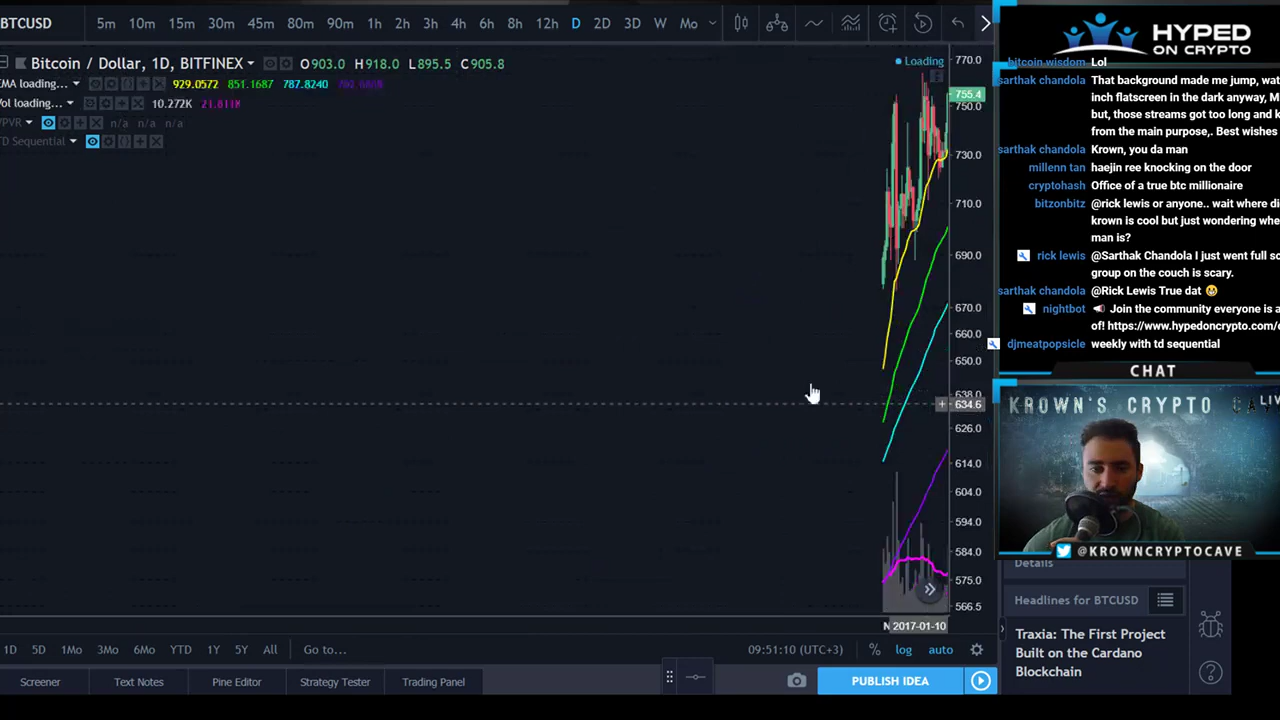 BTCUSD 5m 10m 15m 30m 45m 80m 90m 1h 2h 3h 4h 6h 8h 12h D 2D 3D W Mo
Bitcoin / Dollar, 1D, BITFINEX O903.0 H918.0 L895.5 C905.8
Loading
EMA loading... 929.0572 851.1687 787.8240
Vol loading... 10.272K 21.811K
VPVR n/a n/a n/a
TD Sequential
770.0
755.4
750.0
730.0
710.0
690.0
670.0
660.0
650.0
638.0
634.6
626.0
614.0
604.0
594.0
584.0
575.0
566.5
2017-01-10
1D 5D 1Mo 3Mo 6Mo YTD 1Y 5Y All Go to... 09:51:10 (UTC+3) % log auto
Screener Text Notes Pine Editor Strategy Tester Trading Panel PUBLISH IDEA
HYPED
ON CRYPTO
bitcoin wisdom Lol
sarthak chandola That background made me jump, wat
inch flatscreen in the dark anyway, M
but, those streams got too long and k
from the main purpose,. Best wishes
sarthak chandola Krown, you da man
millenn tan haejin ree knocking on the door
cryptohash Office of a true btc millionaire
bitzonbitz @rick lewis or anyone.. wait where di
krown is cool but just wondering whe
man is?
rick lewis @Sarthak Chandola I just went full sc
group on the couch is scary.
sarthak chandola @Rick Lewis True dat
nightbot Join the community everyone is a
of! https://www.hypedoncrypto.com/
djmeatpopsicle weekly with td sequential
CHAT
KROWN'S CRYPTO CAVE LIV
@KROWNCRYPTOCAVE
Details
Headlines for BTCUSD
Traxia: The First Project
Built on the Cardano
Blockchain